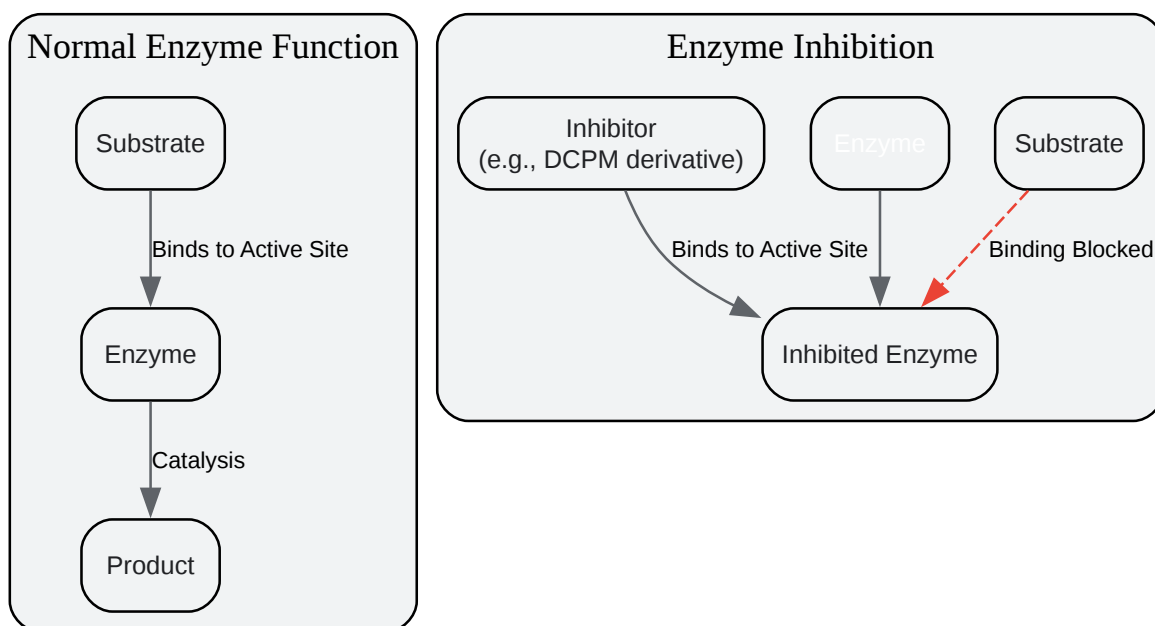 Normal Enzyme Function
Substrate
Binds to Active Site
Enzyme
Catalysis
Product
Enzyme Inhibition
Inhibitor
(e.g., DCPM derivative)
Enzyme
Substrate
Binds to Active Site
Binding Blocked
Inhibited Enzyme